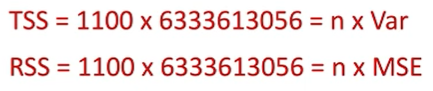 TSS = 1100 x 6333613056 = n x Var
RSS = 1100 x 6333613056 = n x MSE